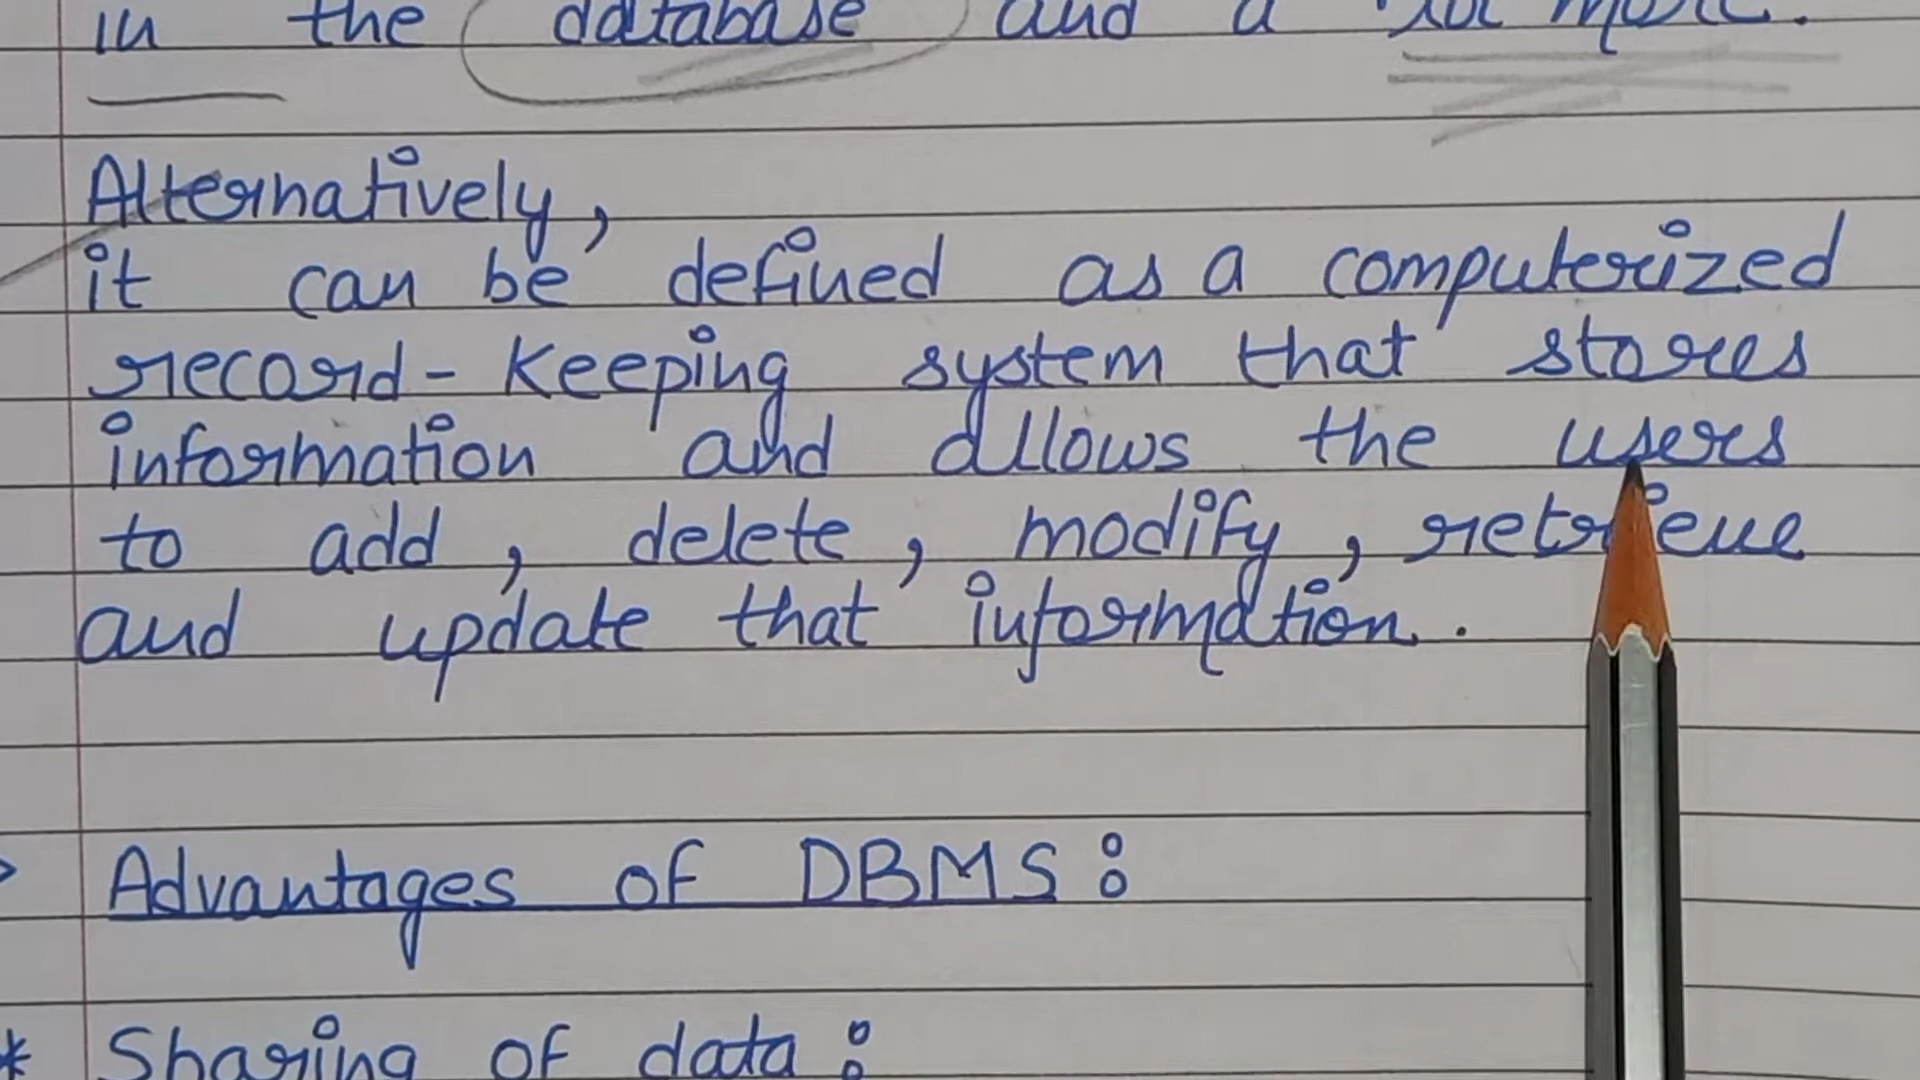 in the database and a lot more.
Alternatively,
it can be defined as a computerized
record-keeping system that stores
information and allows the users
to add, delete, modify, retrieve
and update that information.
Advantages of DBMS:
* Sharing of data: